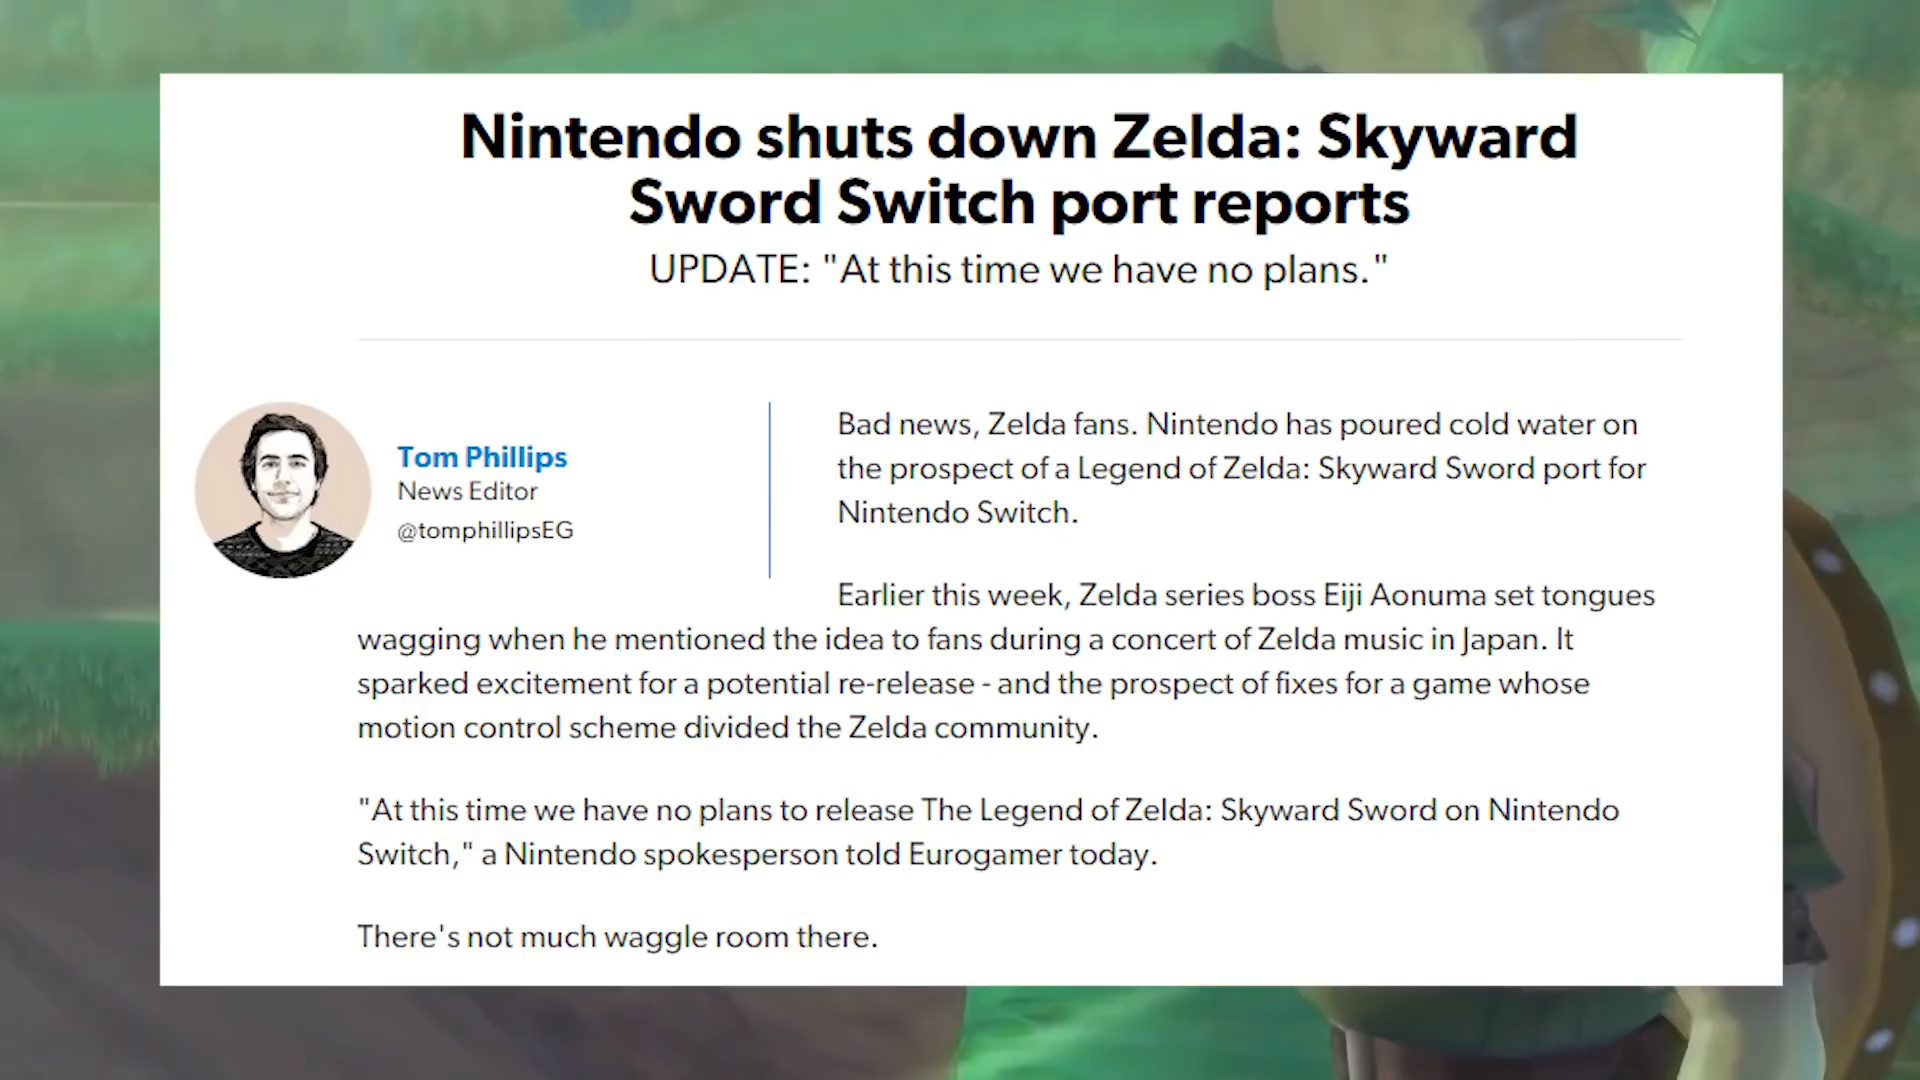 Nintendo shuts down Zelda: Skyward
Sword Switch port reports
UPDATE: "At this time we have no plans."
Tom Phillips
News Editor
@tomphillipsEG
Bad news, Zelda fans. Nintendo has poured cold water on
the prospect of a Legend of Zelda: Skyward Sword port for
Nintendo Switch.
Earlier this week, Zelda series boss Eiji Aonuma set tongues
wagging when he mentioned the idea to fans during a concert of Zelda music in Japan. It
sparked excitement for a potential re-release - and the prospect of fixes for a game whose
motion control scheme divided the Zelda community.
"At this time we have no plans to release The Legend of Zelda: Skyward Sword on Nintendo
Switch," a Nintendo spokesperson told Eurogamer today.
There's not much waggle room there.